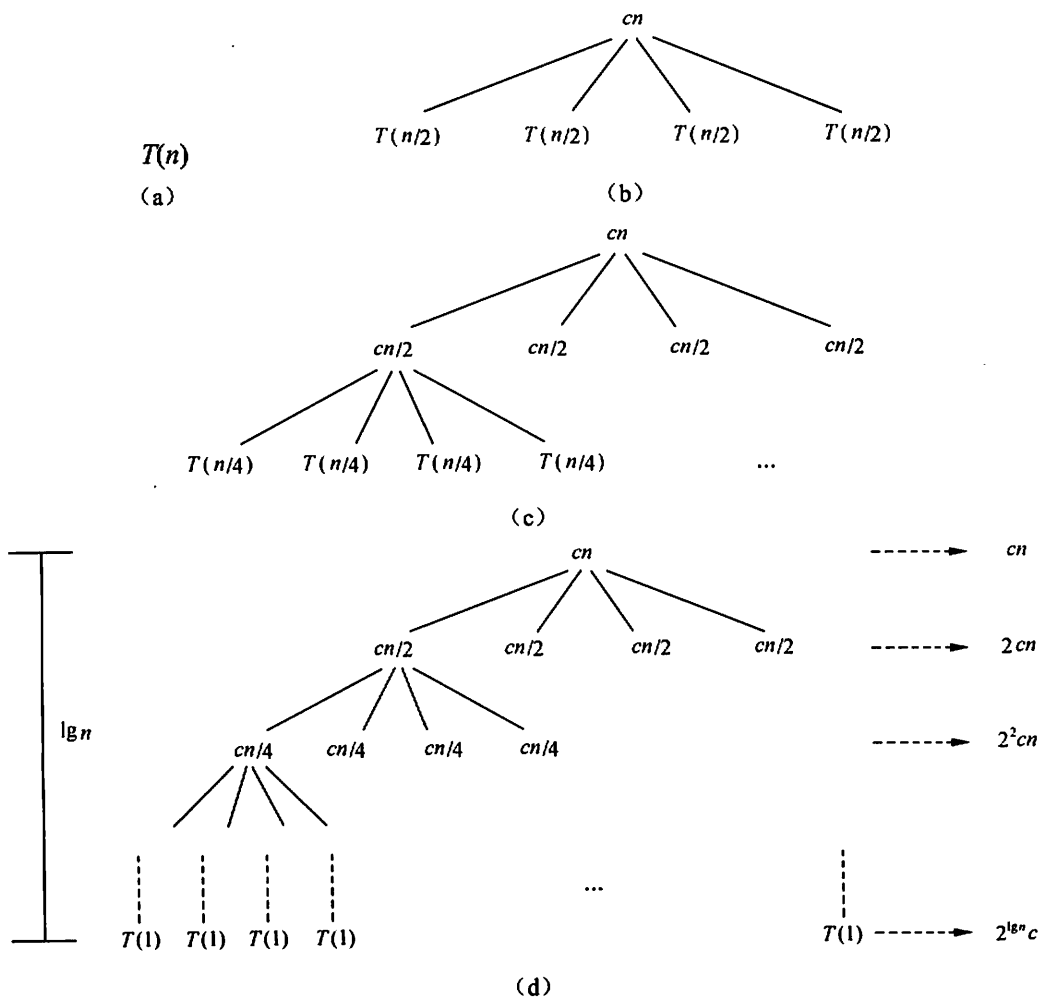 cn
T(n/2) T(n/2) T(n/2) T(n/2)
T(n)
(a)
(b)
cn
cn/2 cn/2 cn/2 cn/2
T(n/4) T(n/4) T(n/4) T(n/4) ...
(c)
cn cn
cn/2 cn/2 cn/2 cn/2 2cn
lg n
cn/4 cn/4 cn/4 cn/4 2²cn
...
T(1) T(1) T(1) T(1) T(1) 2^{lg n}c
(d)